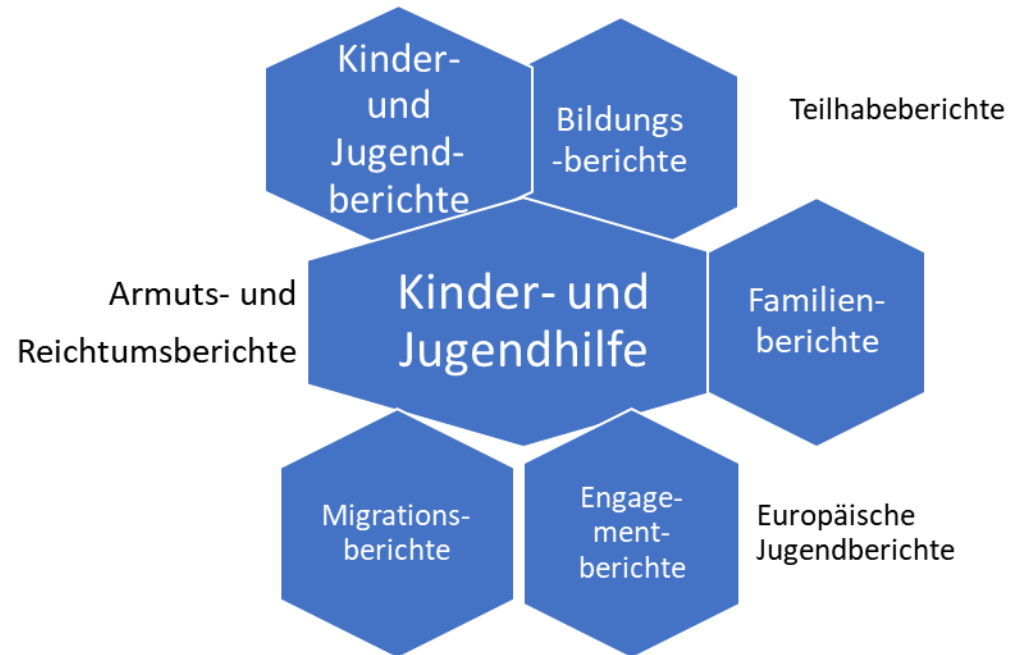 Kinder-
und
Jugend-
berichte
Bildungs
-berichte
Teilhabeberichte
Armuts- und
Reichtumsberichte
Kinder- und
Jugendhilfe
Familien-
berichte
Migrations-
berichte
Engage-
ment-
berichte
Europäische
Jugendberichte